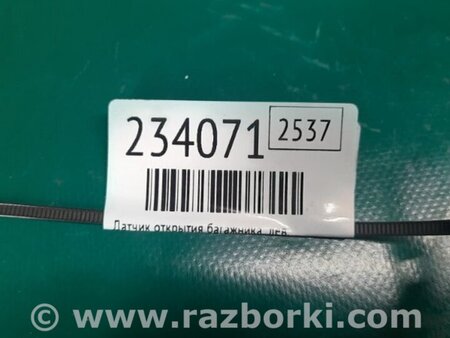 234071 2537
Датчик открытия багажника
© - www.razborki.com